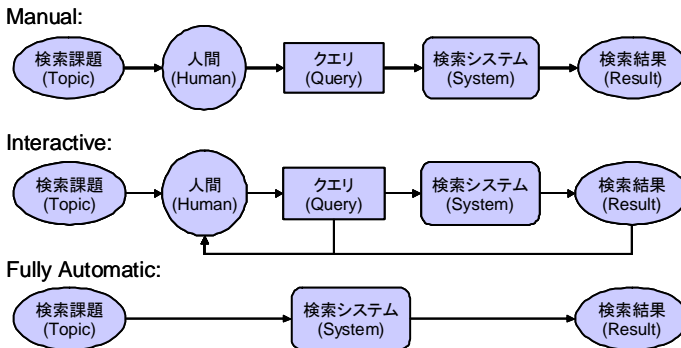 Manual:
検索課題
(Topic)
人間
(Human)
クエリ
(Query)
検索システム
(System)
検索結果
(Result)
Interactive:
検索課題
(Topic)
人間
(Human)
クエリ
(Query)
検索システム
(System)
検索結果
(Result)
Fully Automatic:
検索課題
(Topic)
検索システム
(System)
検索結果
(Result)